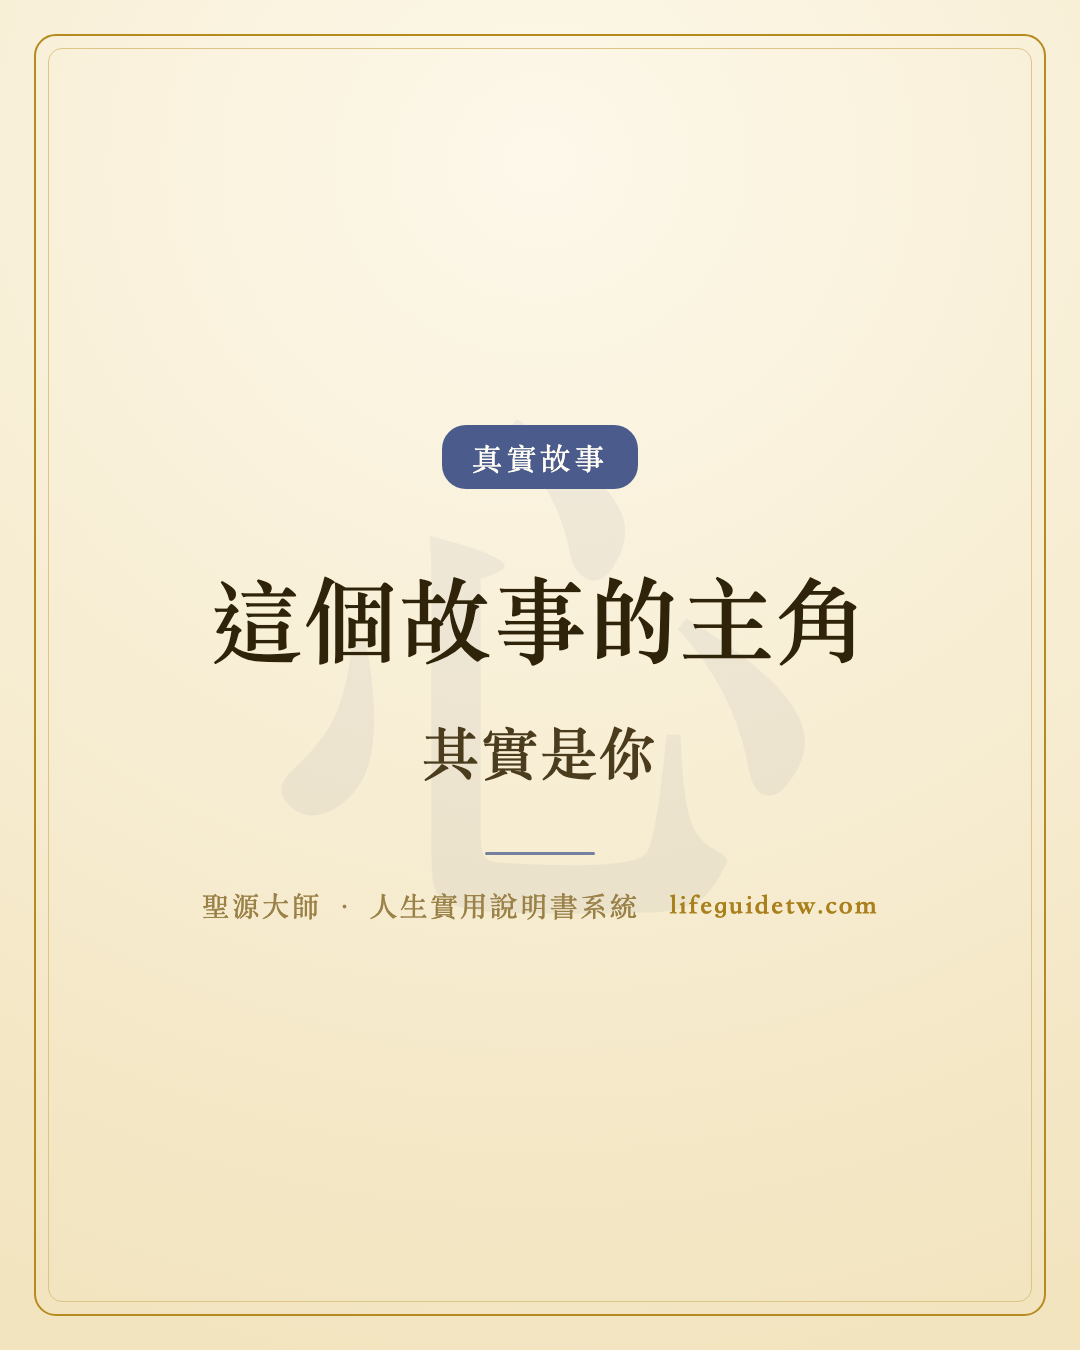 真實故事
這個故事的主角
其實是你
聖源大師 · 人生實用說明書系統 lifeguidetw.com
心